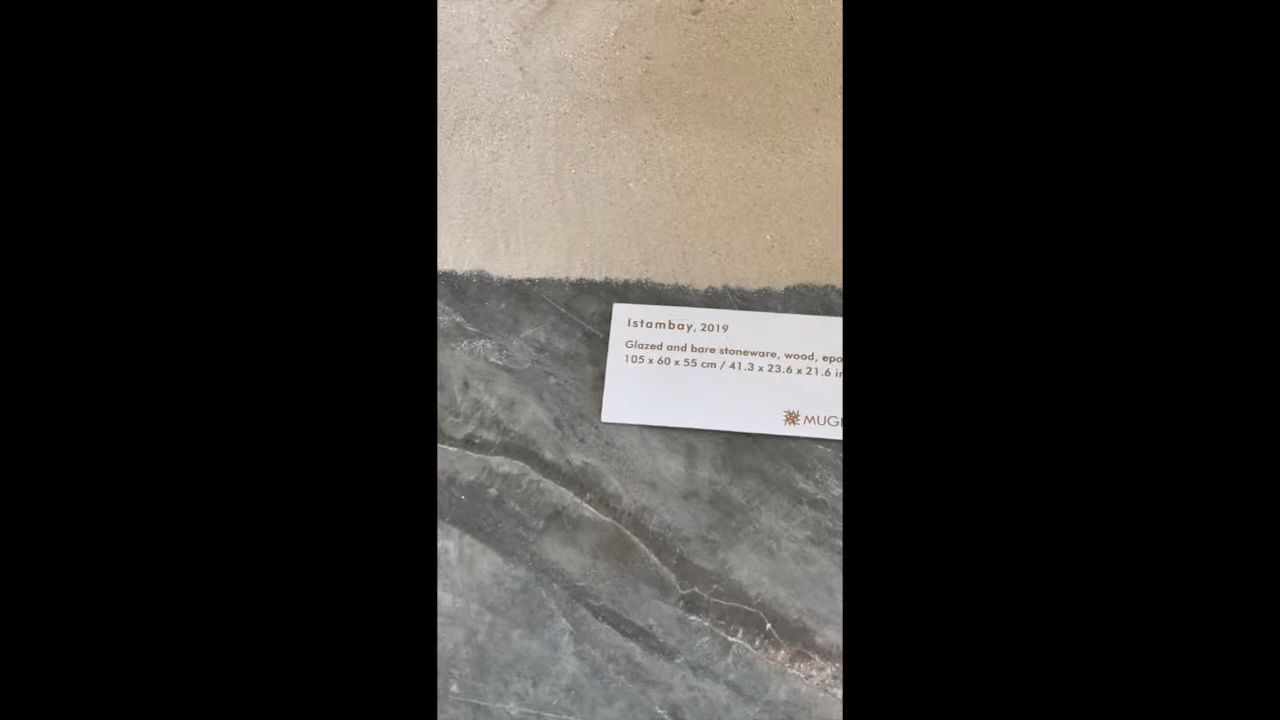 Istambay, 2019
Glazed and bare stoneware, wood,
105 x 60 x 55 cm / 41.3 x 23.6 x 21.6